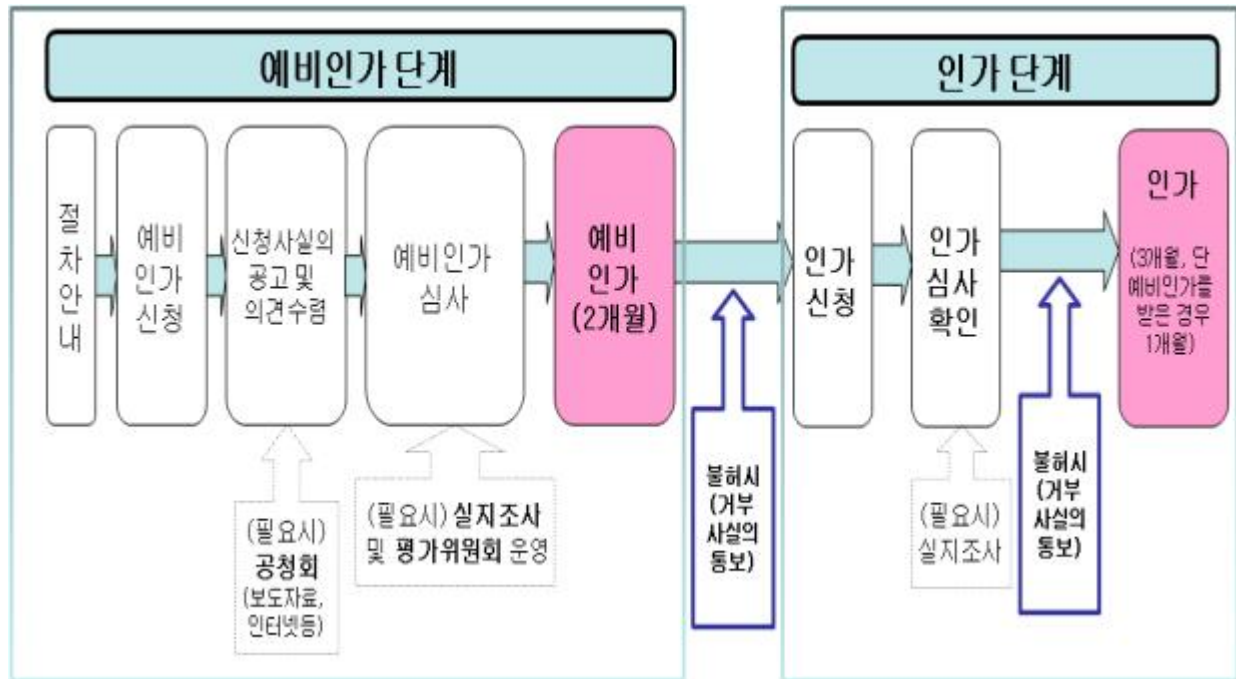 예비인가 단계
절
차
안
내
예비
인가
신청
신청사실의
공고 및
의견수렴
예비인가
심사
예비
인가
(2개월)
(필요시)
공청회
(보도자료,
인터넷등)
(필요시) 실지조사
및 평가위원회 운영
불허시
(거부
사실의
통보)
인가 단계
인가
신청
인가
심사
확인
인가
(3개월, 단
예비인가를
받은 경우
1개월)
(필요시)
실지조사
불허시
(거부
사실의
통보)